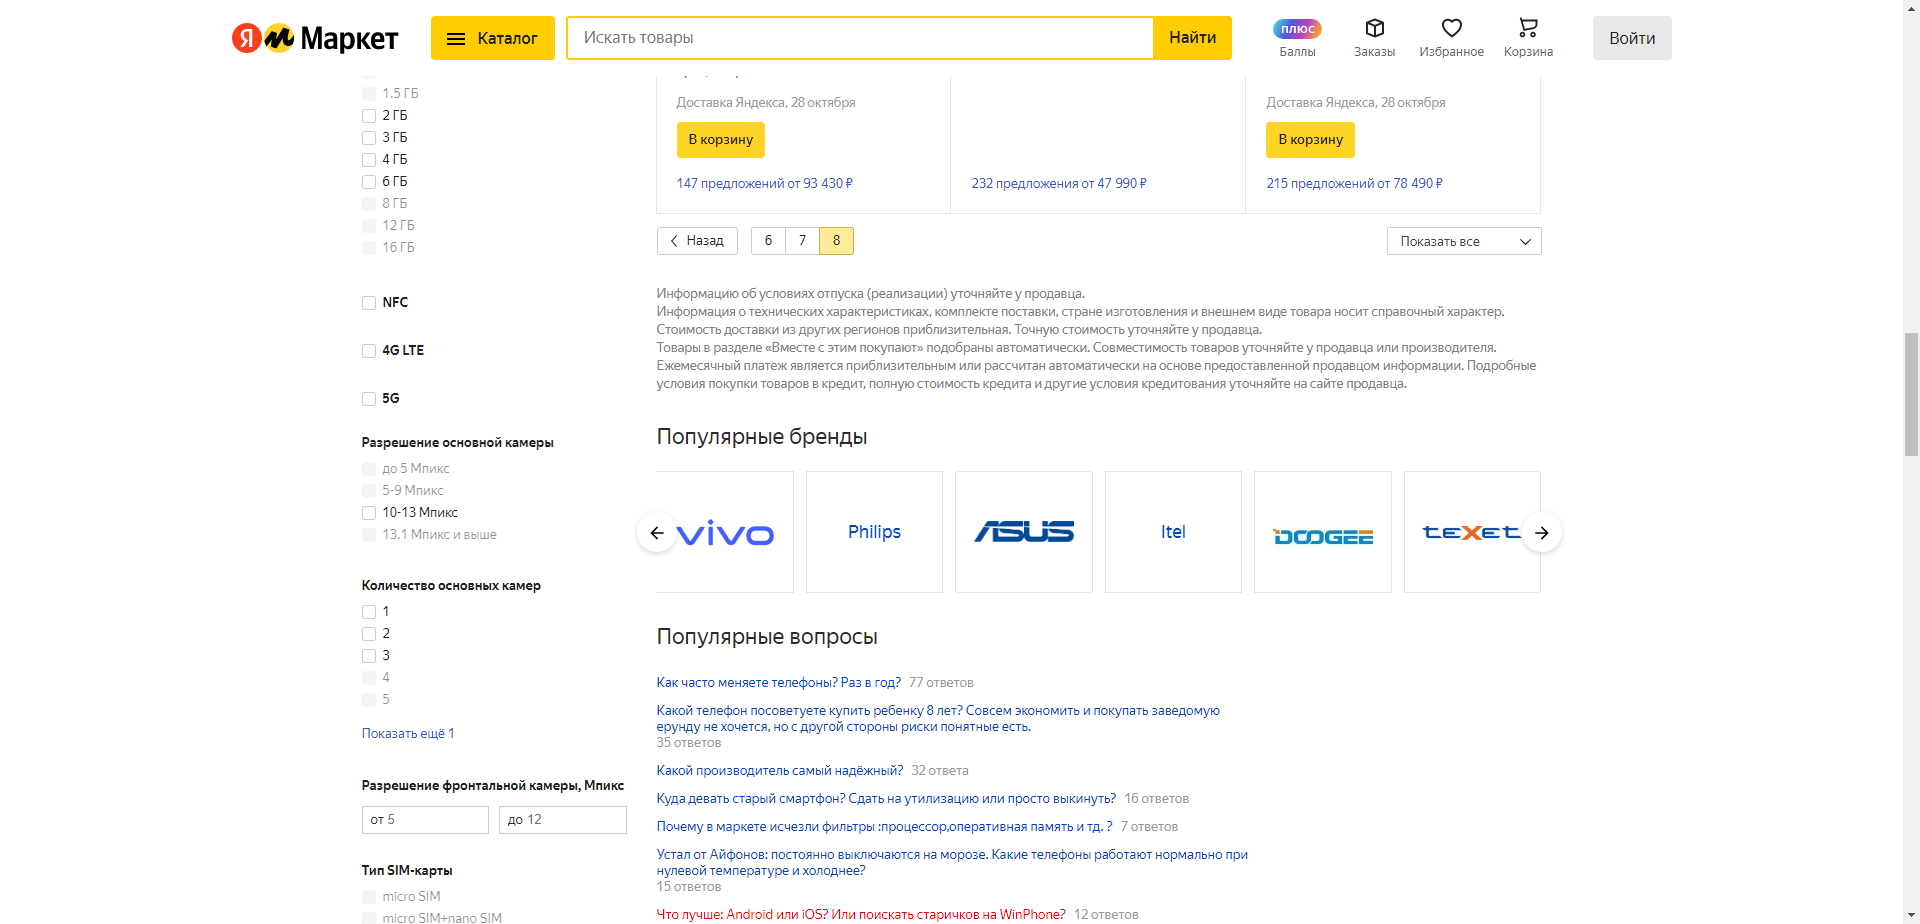 Я Маркет
Каталог
Искать товары
Найти
плюс
Баллы
Заказы
Избранное
Корзина
Войти
1.5 ГБ
2 ГБ
3 ГБ
4 ГБ
6 ГБ
8 ГБ
12 ГБ
16 ГБ
NFC
4G LTE
5G
Разрешение основной камеры
до 5 Мпикс
5-9 Мпикс
10-13 Мпикс
13.1 Мпикс и выше
Количество основных камер
1
2
3
4
5
Показать ещё 1
Разрешение фронтальной камеры, Мпикс
от 5
до 12
Тип SIM-карты
micro SIM
micro SIM+nano SIM
Доставка Яндекса, 28 октября
В корзину
147 предложений от 93 430 ₽
232 предложения от 47 990 ₽
Доставка Яндекса, 28 октября
В корзину
215 предложений от 78 490 ₽
Назад
6
7
8
Показать все
Информацию об условиях отпуска (реализации) уточняйте у продавца.
Информация о технических характеристиках, комплекте поставки, стране изготовления и внешнем виде товара носит справочный характер.
Стоимость доставки из других регионов приблизительная. Точную стоимость уточняйте у продавца.
Товары в разделе «Вместе с этим покупают» подобраны автоматически. Совместимость товаров уточняйте у продавца или производителя.
Ежемесячный платеж является приблизительным или рассчитан автоматически на основе предоставленной продавцом информации. Подробные
условия покупки товаров в кредит, полную стоимость кредита и другие условия кредитования уточняйте на сайте продавца.
Популярные бренды
vivo
Philips
ASUS
Itel
DOOGEE
teXet
Популярные вопросы
Как часто меняете телефоны? Раз в год? 77 ответов
Какой телефон посоветуете купить ребенку 8 лет? Совсем экономить и покупать заведомую
ерунду не хочется, но с другой стороны риски понятные есть.
35 ответов
Какой производитель самый надёжный? 32 ответа
Куда девать старый смартфон? Сдать на утилизацию или просто выкинуть? 16 ответов
Почему в маркете исчезли фильтры :процессор,оперативная память и тд. ? 7 ответов
Устал от Айфонов: постоянно выключаются на морозе. Какие телефоны работают нормально при
нулевой температуре и холоднее?
15 ответов
Что лучше: Android или iOS? Или поискать старичков на WinPhone? 12 ответов